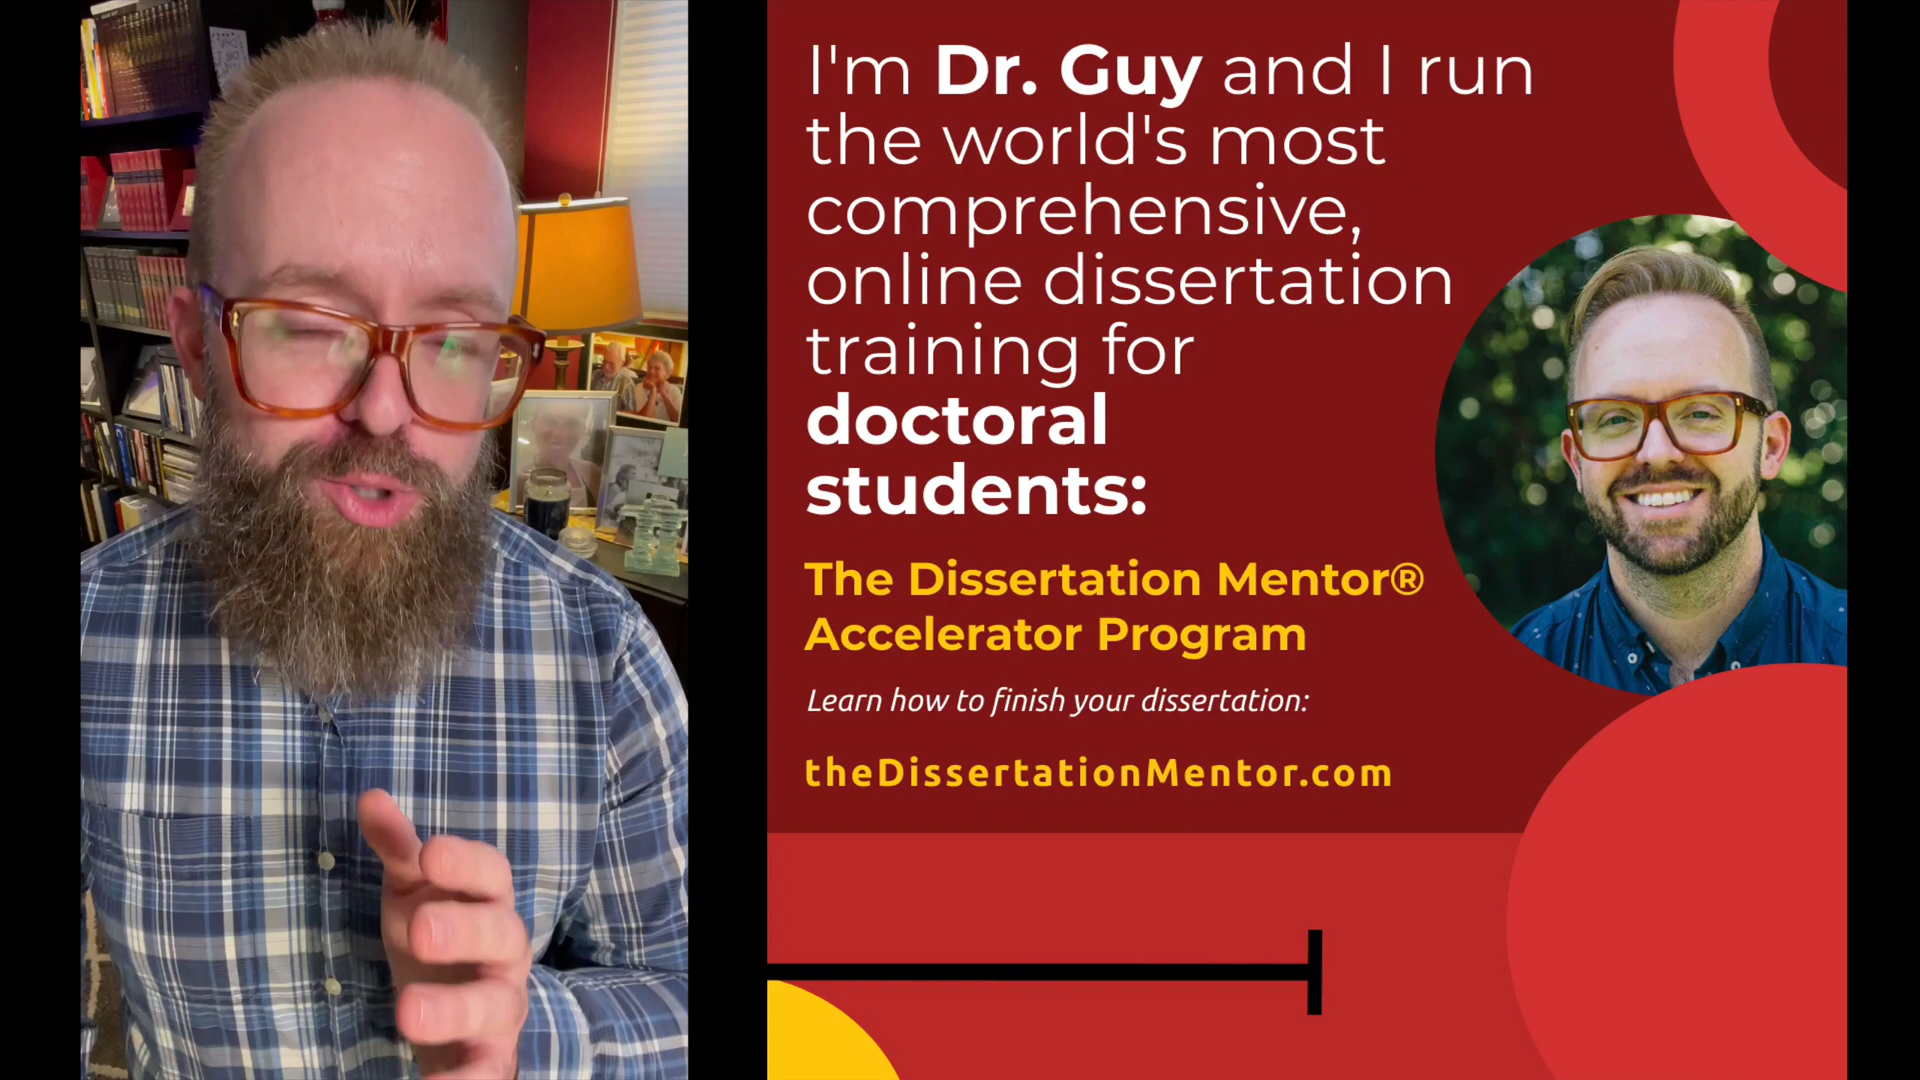 I'm Dr. Guy and I run
the world's most
comprehensive,
online dissertation
training for
doctoral
students:
The Dissertation Mentor®
Accelerator Program
Learn how to finish your dissertation:
theDissertationMentor.com